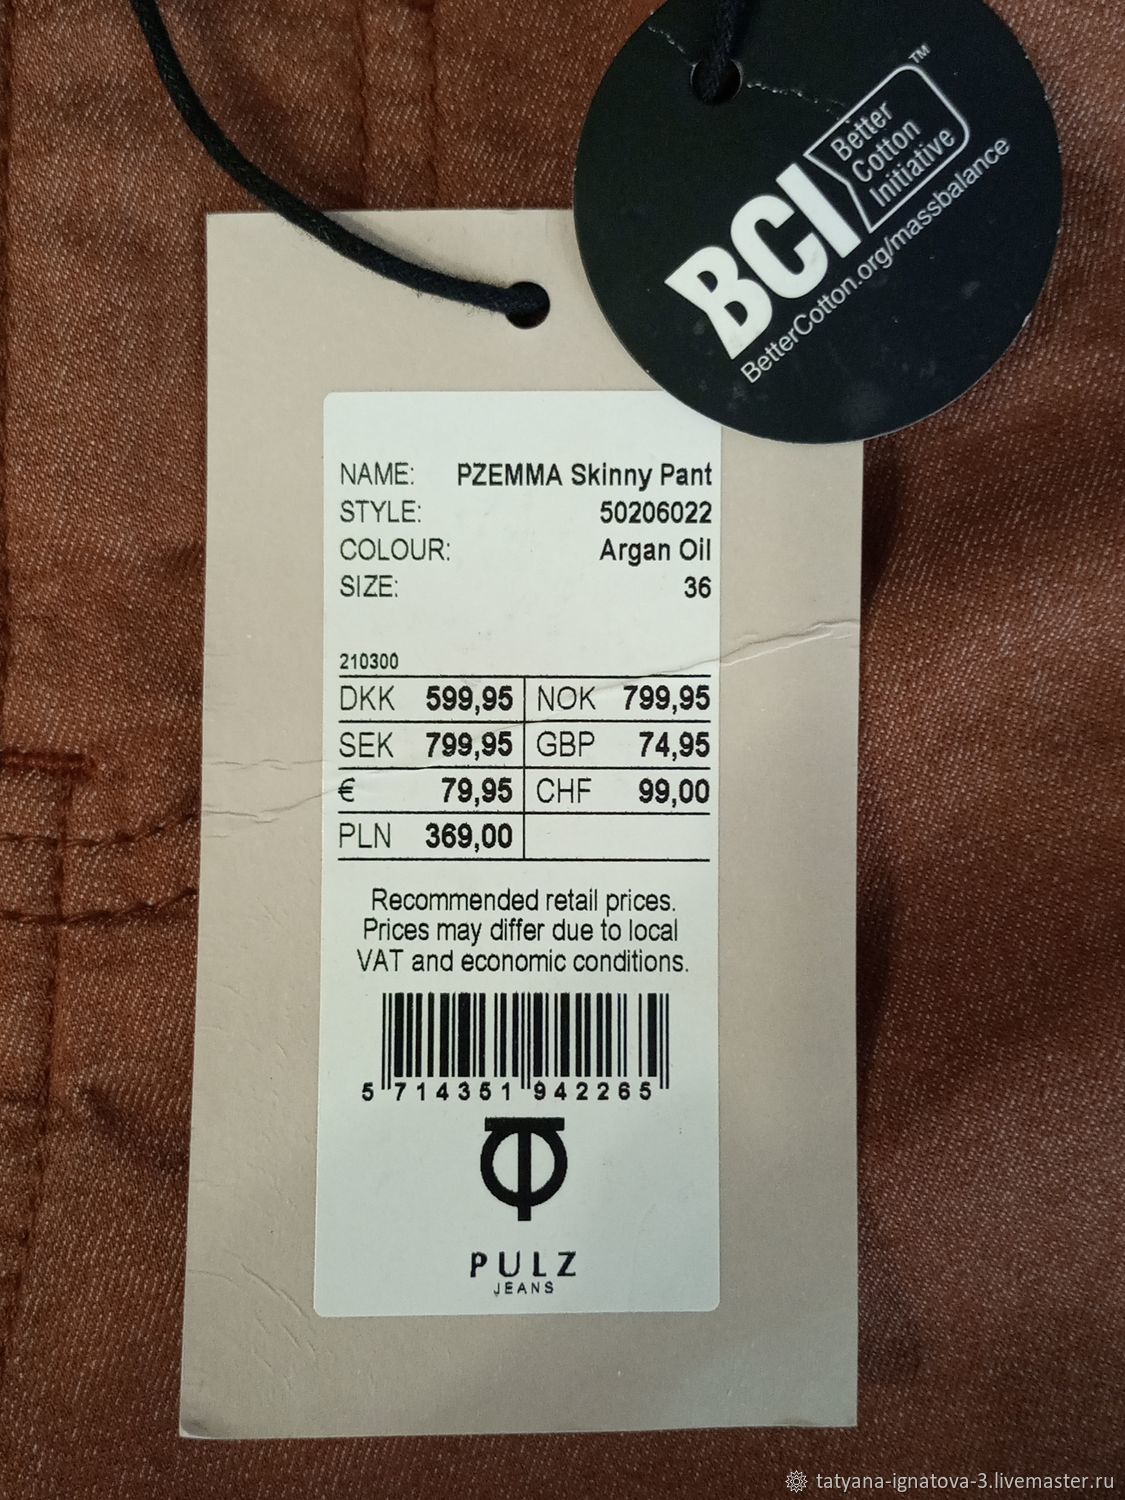 BCI
Better
Cotton
Initiative
TM
BetterCotton.org/massbalance
NAME: PZEMMA Skinny Pant
STYLE: 50206022
COLOUR: Argan Oil
SIZE: 36
210300
DKK 599,95 NOK 799,95
SEK 799,95 GBP 74,95
€ 79,95 CHF 99,00
PLN 369,00
Recommended retail prices.
Prices may differ due to local
VAT and economic conditions.
5 714351 942265
PULZ
JEANS
tatyana-ignatova-3.livemaster.ru